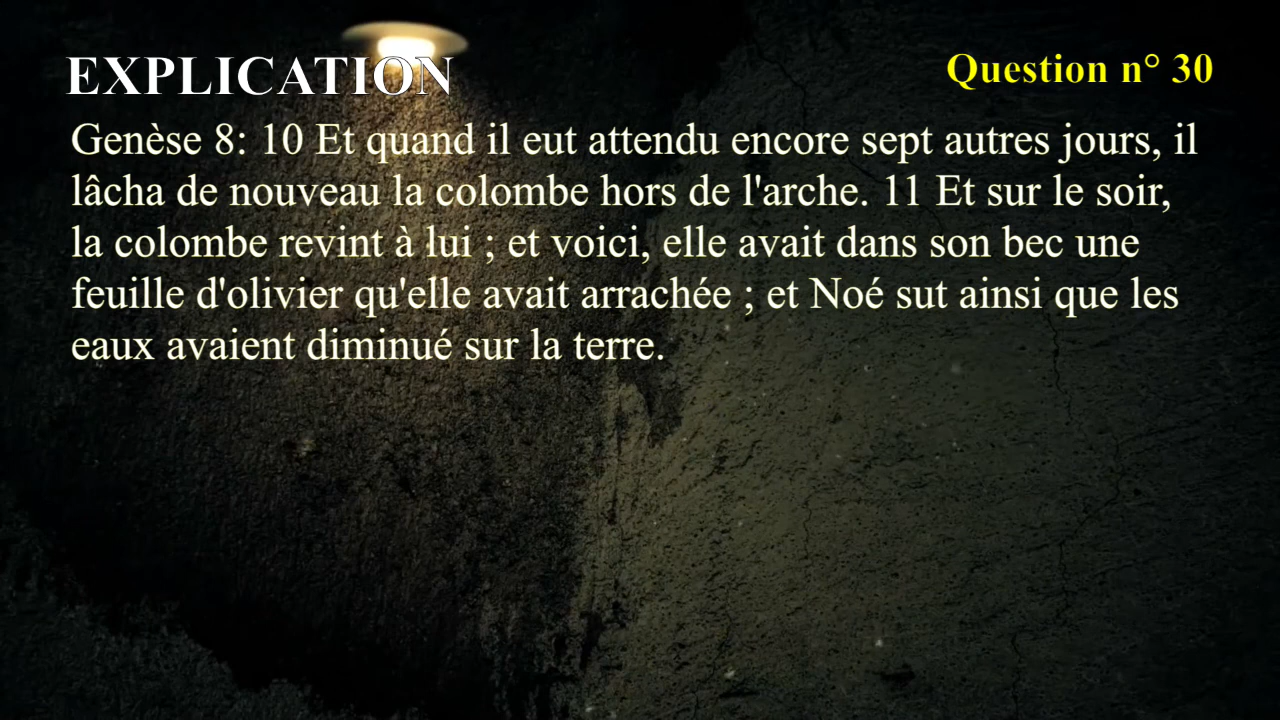 EXPLICATION
Question n° 30
Genèse 8: 10 Et quand il eut attendu encore sept autres jours, il
lâcha de nouveau la colombe hors de l'arche. 11 Et sur le soir,
la colombe revint à lui ; et voici, elle avait dans son bec une
feuille d'olivier qu'elle avait arrachée ; et Noé sut ainsi que les
eaux avaient diminué sur la terre.